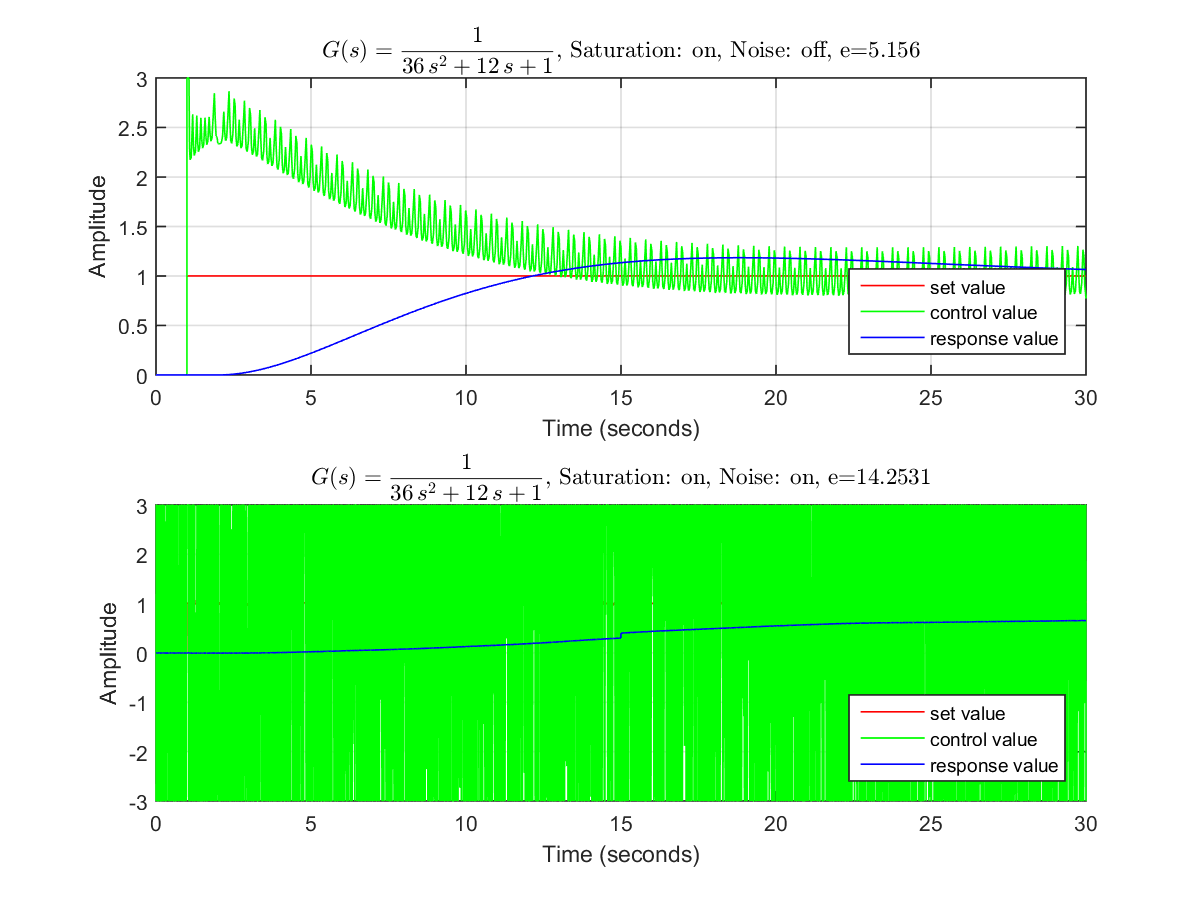 G(s) = 1 / (36 s² + 12 s + 1), Saturation: on, Noise: off, e=5.156
3
2.5
2
1.5
1
0.5
0
Amplitude
set value
control value
response value
0 5 10 15 20 25 30
Time (seconds)
G(s) = 1 / (36 s² + 12 s + 1), Saturation: on, Noise: on, e=14.2531
3
2
1
0
-1
-2
-3
Amplitude
set value
control value
response value
0 5 10 15 20 25 30
Time (seconds)